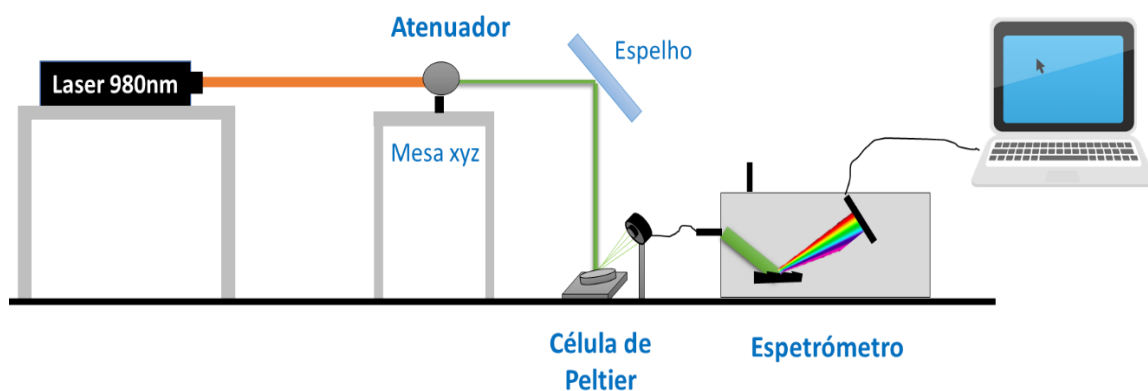 Atenuador
Espelho
Laser 980nm
Mesa xyz
Célula de
Peltier
Espetrómetro